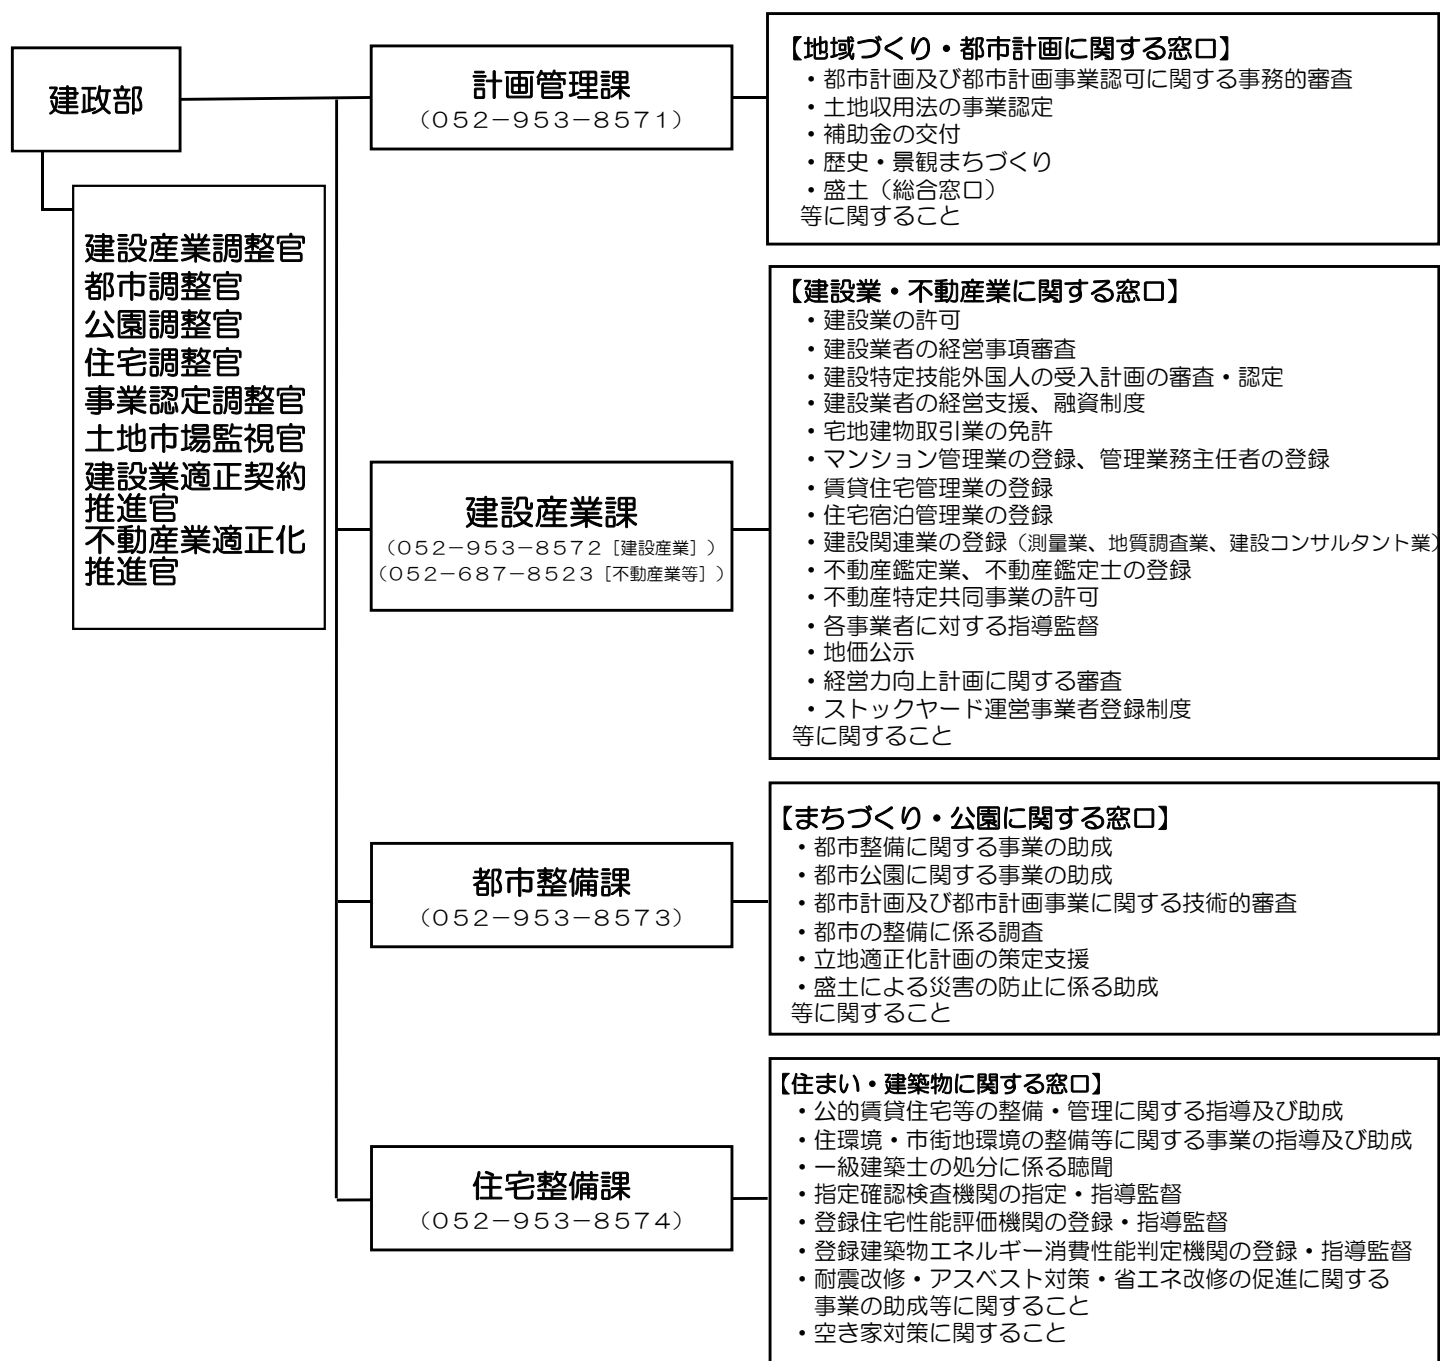 建政部
建設産業調整官
都市調整官
公園調整官
住宅調整官
事業認定調整官
土地市場監視官
建設業適正契約
推進官
不動産業適正化
推進官
計画管理課
（０５２－９５３－８５７１）
【地域づくり・都市計画に関する窓口】
・都市計画及び都市計画事業認可に関する事務的審査
・土地収用法の事業認定
・補助金の交付
・歴史・景観まちづくり
・盛土（総合窓口）
等に関すること
建設産業課
（０５２－９５３－８５７２［建設産業］）
（０５２－６８７－８５２３［不動産業等］）
【建設業・不動産業に関する窓口】
・建設業の許可
・建設業者の経営事項審査
・建設特定技能外国人の受入計画の審査・認定
・建設業者の経営支援、融資制度
・宅地建物取引業の免許
・マンション管理業の登録、管理業務主任者の登録
・賃貸住宅管理業の登録
・住宅宿泊管理業の登録
・建設関連業の登録（測量業、地質調査業、建設コンサルタント業）
・不動産鑑定業、不動産鑑定士の登録
・不動産特定共同事業の許可
・各事業者に対する指導監督
・地価公示
・経営力向上計画に関する審査
・ストックヤード運営事業者登録制度
等に関すること
都市整備課
（０５２－９５３－８５７３）
【まちづくり・公園に関する窓口】
・都市整備に関する事業の助成
・都市公園に関する事業の助成
・都市計画及び都市計画事業に関する技術的審査
・都市の整備に係る調査
・立地適正化計画の策定支援
・盛土による災害の防止に係る助成
等に関すること
住宅整備課
（０５２－９５３－８５７４）
【住まい・建築物に関する窓口】
・公的賃貸住宅等の整備・管理に関する指導及び助成
・住環境・市街地環境の整備等に関する事業の指導及び助成
・一級建築士の処分に係る聴聞
・指定確認検査機関の指定・指導監督
・登録住宅性能評価機関の登録・指導監督
・登録建築物エネルギー消費性能判定機関の登録・指導監督
・耐震改修・アスベスト対策・省エネ改修の促進に関する
事業の助成等に関すること
・空き家対策に関すること